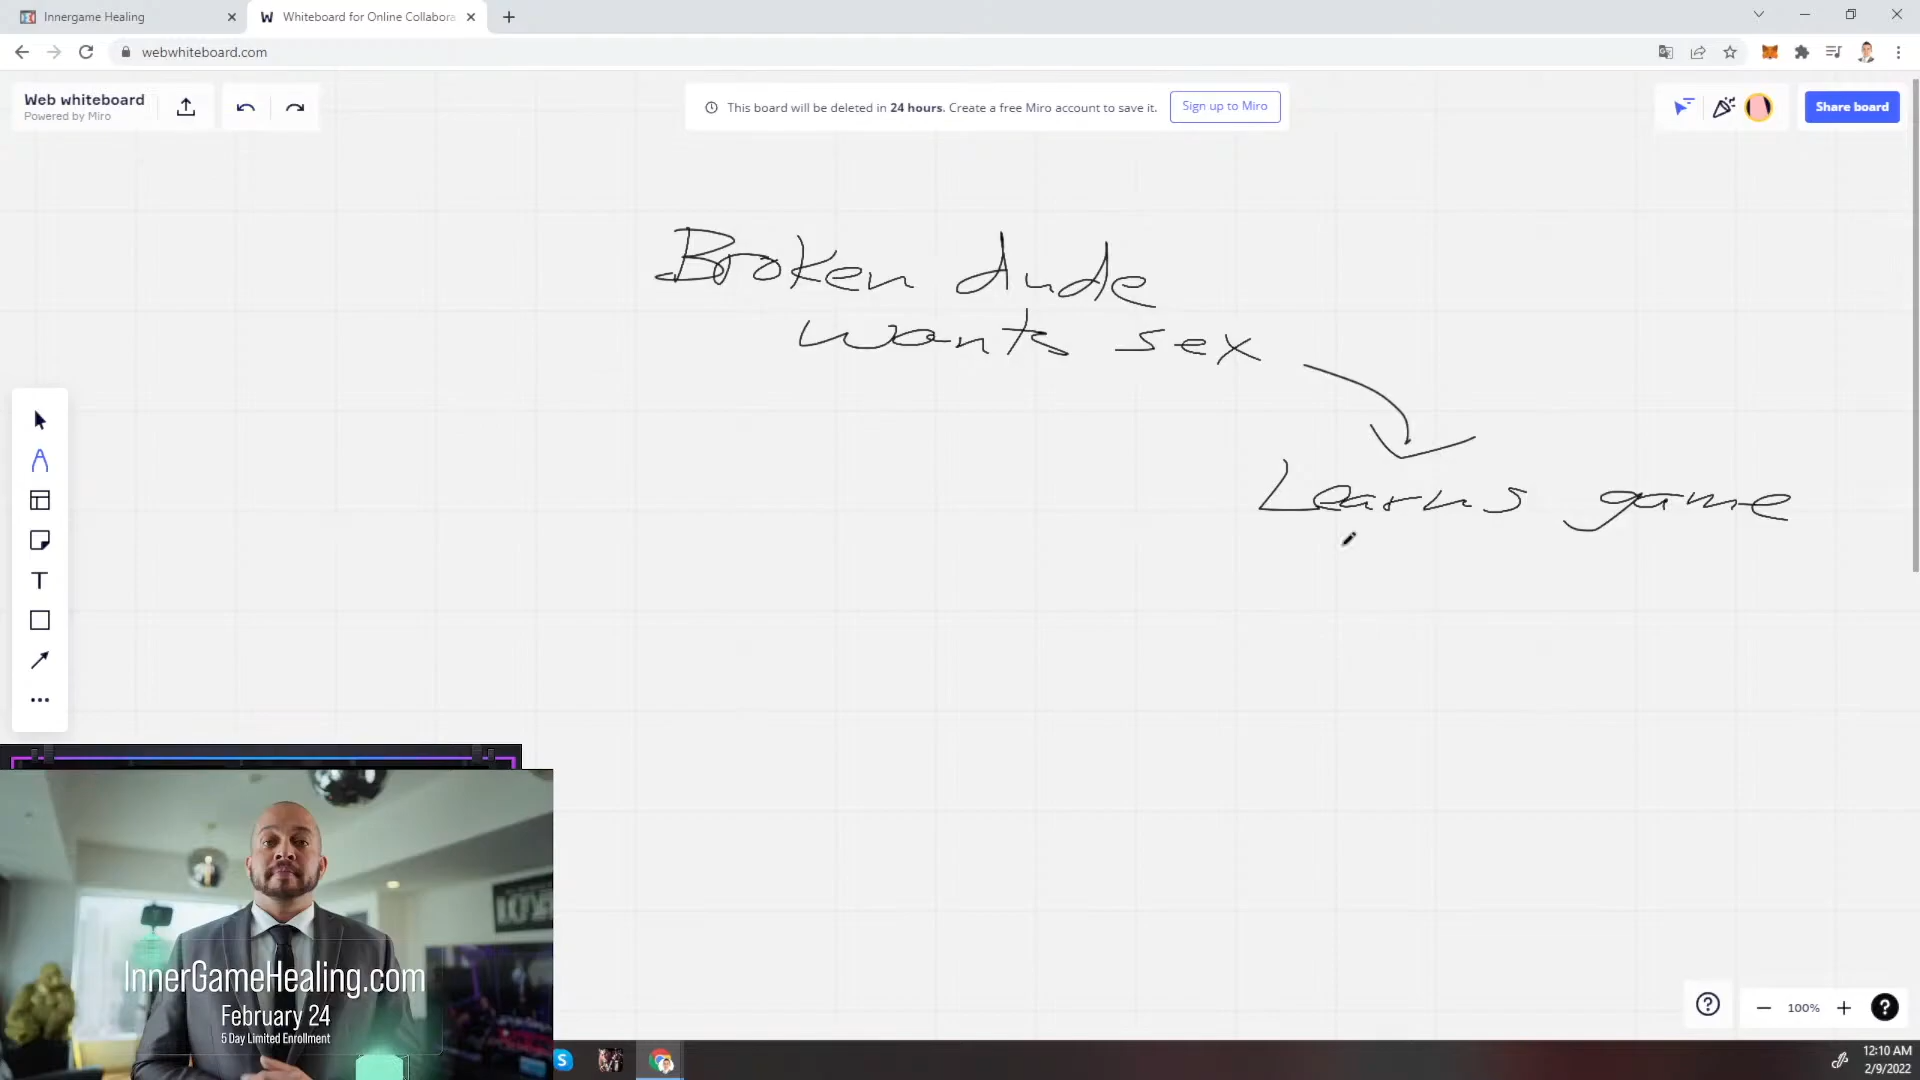 Innergame Healing
Whiteboard for Online Collabora
webwhiteboard.com
Web whiteboard
Powered by Miro
This board will be deleted in 24 hours. Create a free Miro account to save it.
Sign up to Miro
Share board
Broken dude
wants sex
Learns game
T
InnerGameHealing.com
February 24
5 Day Limited Enrollment
100%
12:10 AM
2/9/2022